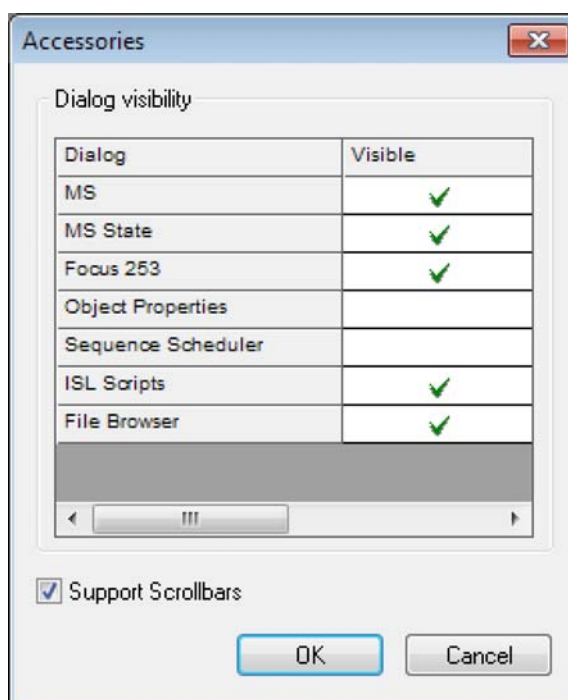 Accessories
Dialog visibility
Dialog Visible
MS
MS State
Focus 253
Object Properties
Sequence Scheduler
ISL Scripts
File Browser
Support Scrollbars
OK Cancel